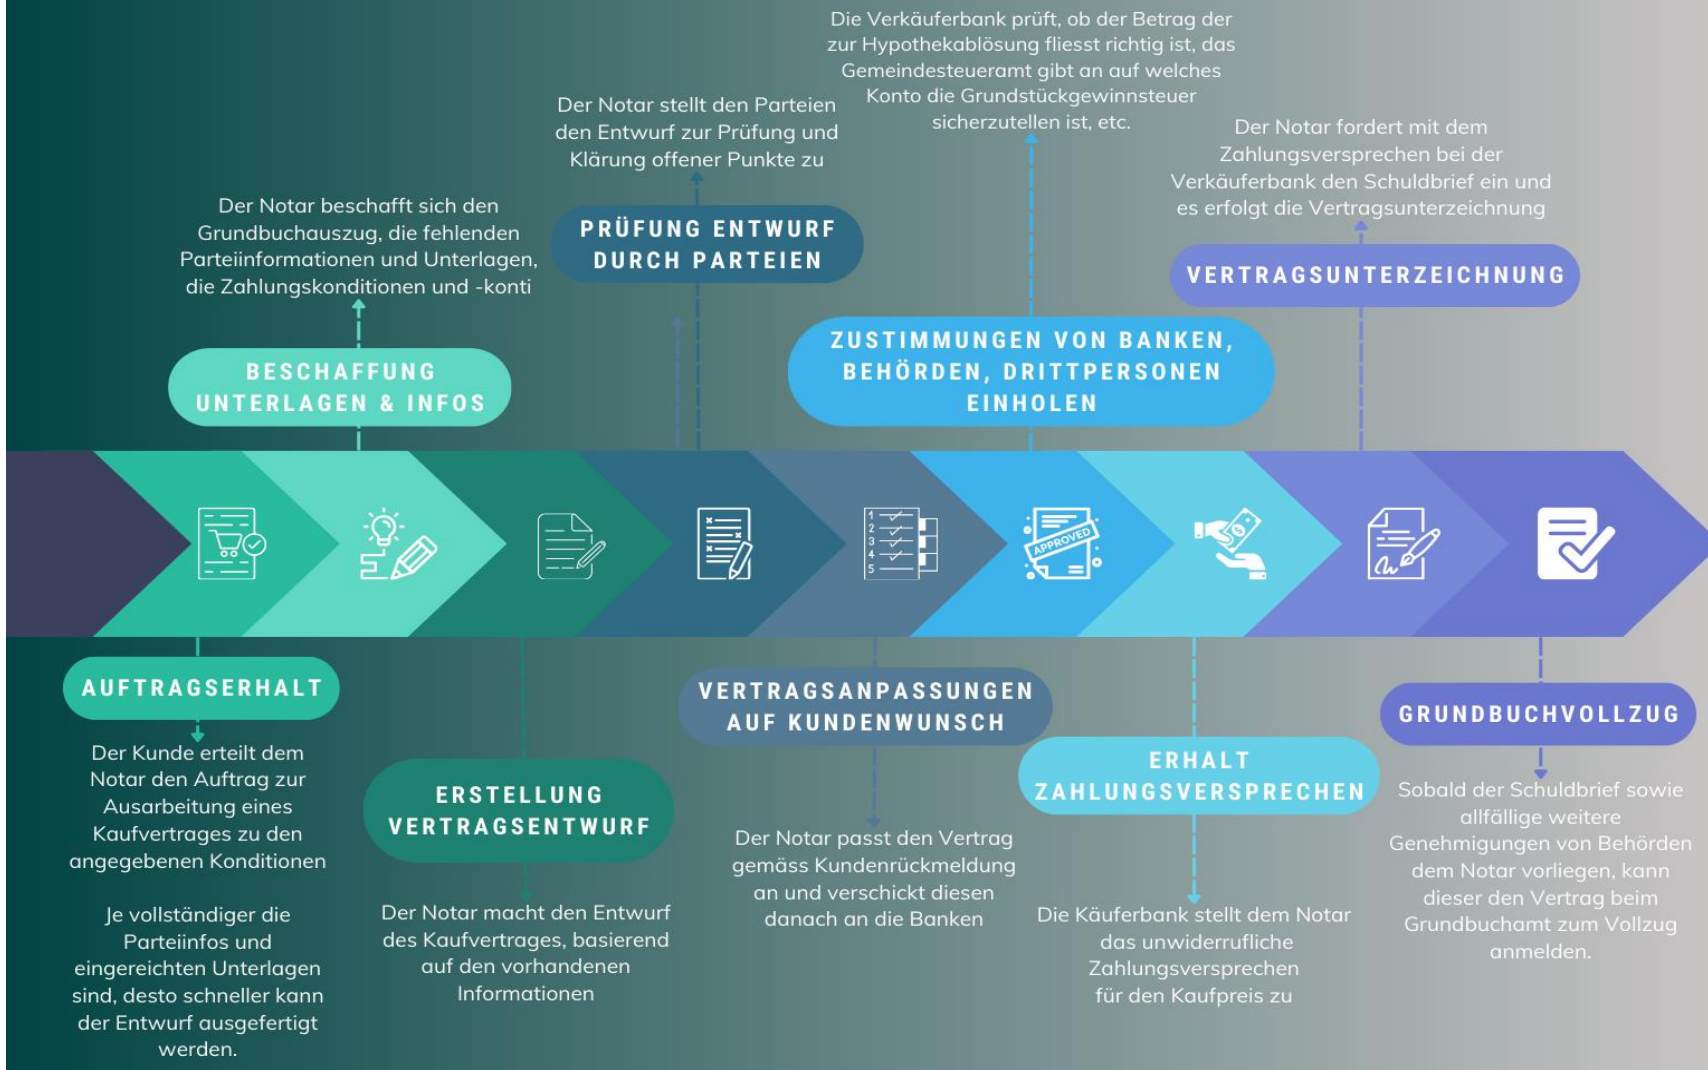 AUFTRAGSERHALT
Der Kunde erteilt dem
Notar den Auftrag zur
Ausarbeitung eines
Kaufvertrages zu den
angegebenen Konditionen
Je vollständiger die
Parteiinfos und
eingereichten Unterlagen
sind, desto schneller kann
der Entwurf ausgefertigt
werden.
Der Notar beschafft sich den
Grundbuchauszug, die fehlenden
Parteiinformationen und Unterlagen,
die Zahlungskonditionen und -konti
BESCHAFFUNG
UNTERLAGEN & INFOS
ERSTELLUNG
VERTRAGSENTWURF
Der Notar macht den Entwurf
des Kaufvertrages, basierend
auf den vorhandenen
Informationen
Der Notar stellt den Parteien
den Entwurf zur Prüfung und
Klärung offener Punkte zu
PRÜFUNG ENTWURF
DURCH PARTEIEN
1
2
3
4
5
VERTRAGSANPASSUNGEN
AUF KUNDENWUNSCH
Der Notar passt den Vertrag
gemäss Kundenrückmeldung
an und verschickt diesen
danach an die Banken
Die Verkäuferbank prüft, ob der Betrag der
zur Hypothekablösung fliesst richtig ist, das
Gemeindesteueramt gibt an auf welches
Konto die Grundstückgewinnsteuer
sicherzutellen ist, etc.
ZUSTIMMUNGEN VON BANKEN,
BEHÖRDEN, DRITTPERSONEN
EINHOLEN
APPROVED
ERHALT
ZAHLUNGSVERSPRECHEN
Die Käuferbank stellt dem Notar
das unwiderrufliche
Zahlungsversprechen
für den Kaufpreis zu
Der Notar fordert mit dem
Zahlungsversprechen bei der
Verkäuferbank den Schuldbrief ein und
es erfolgt die Vertragsunterzeichnung
VERTRAGSUNTERZEICHNUNG
GRUNDBUCHVOLLZUG
Sobald der Schuldbrief sowie
allfällige weitere
Genehmigungen von Behörden
dem Notar vorliegen, kann
dieser den Vertrag beim
Grundbuchamt zum Vollzug
anmelden.